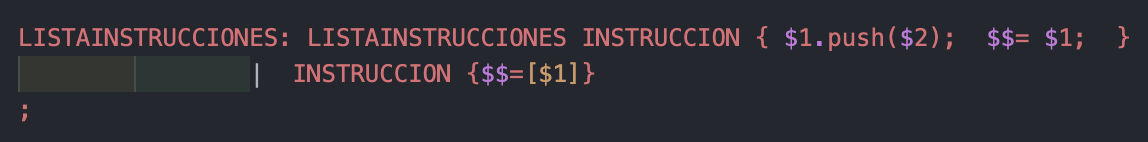 LISTAINSTRUCCIONES: LISTAINSTRUCCIONES INSTRUCCION { $1.push($2);  $$= $1;  }
|  INSTRUCCION {$$=[$1]}
;